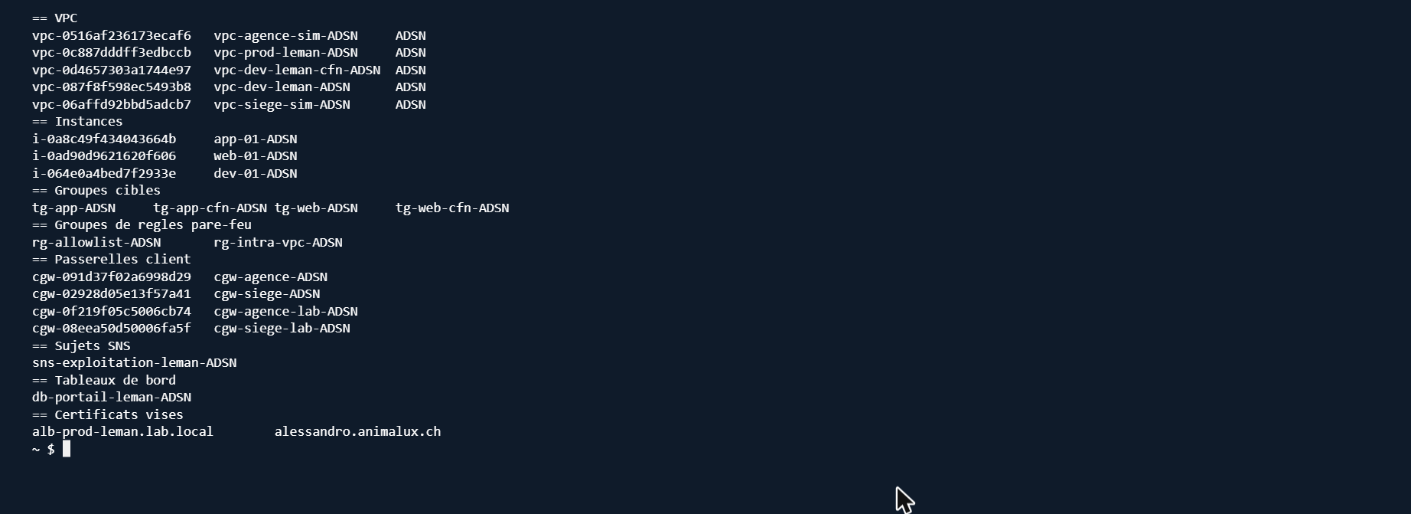 == VPC
vpc-0516af236173ecaf6 vpc-agence-sim-ADSN ADSN
vpc-0c887dddff3edbccb vpc-prod-leman-ADSN ADSN
vpc-0d4657303a1744e97 vpc-dev-leman-cfn-ADSN ADSN
vpc-087f8f598ec5493b8 vpc-dev-leman-ADSN ADSN
vpc-06affd92bbd5adcb7 vpc-siege-sim-ADSN ADSN
== Instances
i-0a8c49f434043664b app-01-ADSN
i-0ad90d9621620f606 web-01-ADSN
i-064e0a4bed7f2933e dev-01-ADSN
== Groupes cibles
tg-app-ADSN tg-app-cfn-ADSN tg-web-ADSN tg-web-cfn-ADSN
== Groupes de regles pare-feu
rg-allowlist-ADSN rg-intra-vpc-ADSN
== Passerelles client
cgw-091d37f02a6998d29 cgw-agence-ADSN
cgw-02928d05e13f57a41 cgw-siege-ADSN
cgw-0f219f05c5006cb74 cgw-agence-lab-ADSN
cgw-08eea50d50006fa5f cgw-siege-lab-ADSN
== Sujets SNS
sns-exploitation-leman-ADSN
== Tableaux de bord
db-portail-leman-ADSN
== Certificats vises
alb-prod-leman.lab.local alessandro.animalux.ch
~ $